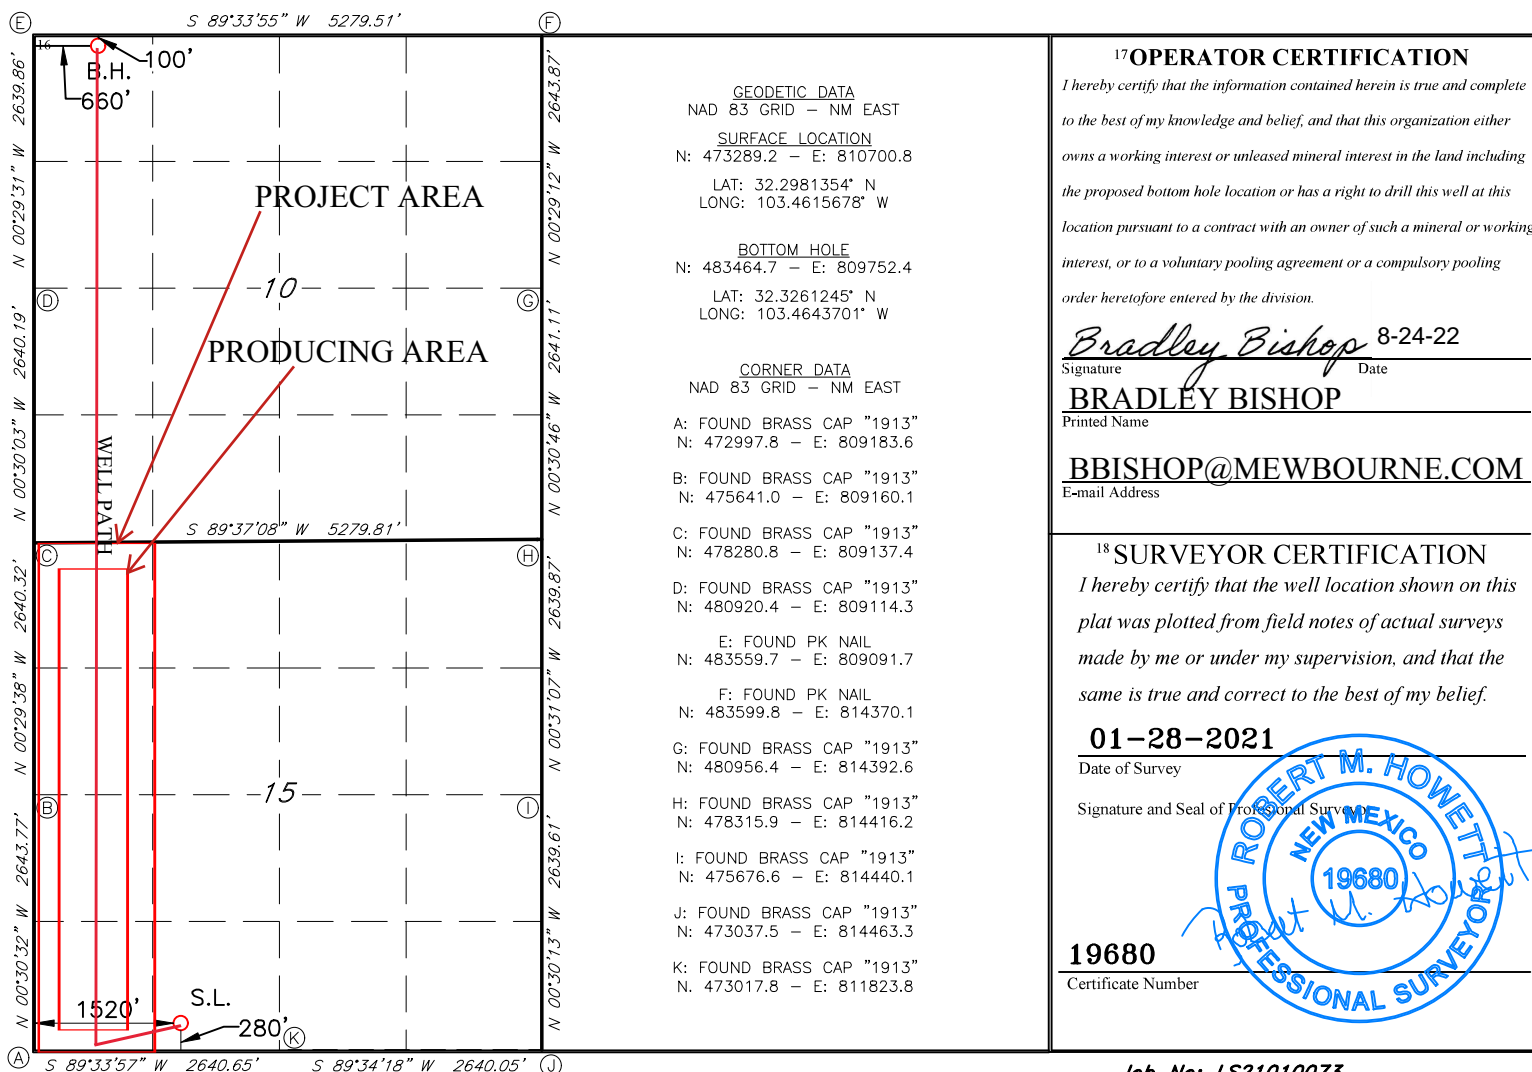 E
S 89°33'55" W 5279.51'
F
16
100'
B.H.
660'
N 00°29'31" W 2639.86'
N 00°29'12" W 2643.87'
PROJECT AREA
10
D
G
PRODUCING AREA
N 00°30'03" W 2640.19'
N 00°30'46" W 2641.11'
WELL PATH
S 89°37'08" W 5279.81'
C
H
N 00°29'38" W 2640.32'
N 00°31'07" W 2639.87'
15
B
I
N 00°30'32" W 2643.77'
N 00°30'13" W 2639.61'
1520'
S.L.
280'
K
A
S 89°33'57" W 2640.65'
S 89°34'18" W 2640.05'
J
GEODETIC DATA
NAD 83 GRID – NM EAST
SURFACE LOCATION
N: 473289.2 – E: 810700.8
LAT: 32.2981354° N
LONG: 103.4615678° W
BOTTOM HOLE
N: 483464.7 – E: 809752.4
LAT: 32.3261245° N
LONG: 103.4643701° W
CORNER DATA
NAD 83 GRID – NM EAST
A: FOUND BRASS CAP "1913"
N: 472997.8 – E: 809183.6
B: FOUND BRASS CAP "1913"
N: 475641.0 – E: 809160.1
C: FOUND BRASS CAP "1913"
N: 478280.8 – E: 809137.4
D: FOUND BRASS CAP "1913"
N: 480920.4 – E: 809114.3
E: FOUND PK NAIL
N: 483559.7 – E: 809091.7
F: FOUND PK NAIL
N: 483599.8 – E: 814370.1
G: FOUND BRASS CAP "1913"
N: 480956.4 – E: 814392.6
H: FOUND BRASS CAP "1913"
N: 478315.9 – E: 814416.2
I: FOUND BRASS CAP "1913"
N: 475676.6 – E: 814440.1
J: FOUND BRASS CAP "1913"
N: 473037.5 – E: 814463.3
K: FOUND BRASS CAP "1913"
N. 473017.8 – E: 811823.8
17 OPERATOR CERTIFICATION
I hereby certify that the information contained herein is true and complete
to the best of my knowledge and belief, and that this organization either
owns a working interest or unleased mineral interest in the land including
the proposed bottom hole location or has a right to drill this well at this
location pursuant to a contract with an owner of such a mineral or working
interest, or to a voluntary pooling agreement or a compulsory pooling
order heretofore entered by the division.
Bradley Bishop 8-24-22
Signature Date
BRADLEY BISHOP
Printed Name
BBISHOP@MEWBOURNE.COM
E-mail Address
18 SURVEYOR CERTIFICATION
I hereby certify that the well location shown on this
plat was plotted from field notes of actual surveys
made by me or under my supervision, and that the
same is true and correct to the best of my belief.
01-28-2021
Date of Survey
Signature and Seal of Professional Surveyor
ROBERT M. HOWETT
NEW MEXICO
19680
PROFESSIONAL SURVEYOR
Robert M. Howett
19680
Certificate Number
Job No: LS21010073